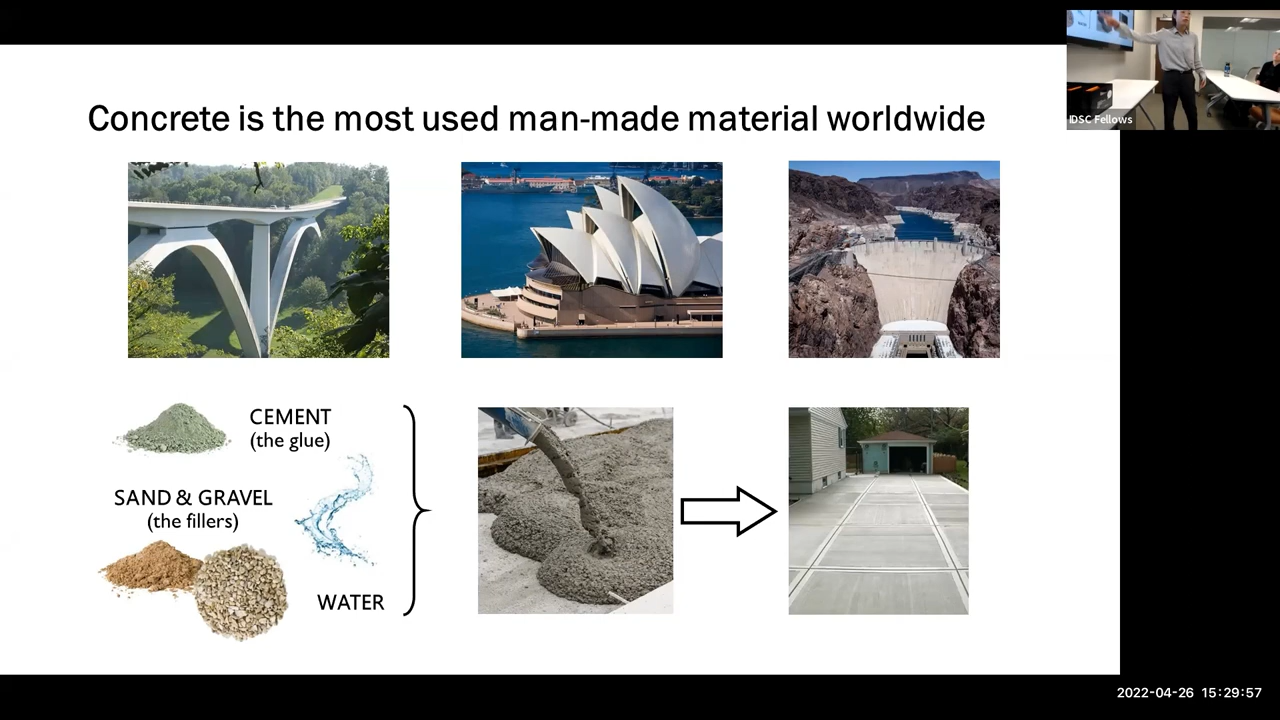 Concrete is the most used man-made material worldwide
IDSC Fellows
CEMENT
(the glue)
SAND & GRAVEL
(the fillers)
WATER
2022-04-26 15:29:57